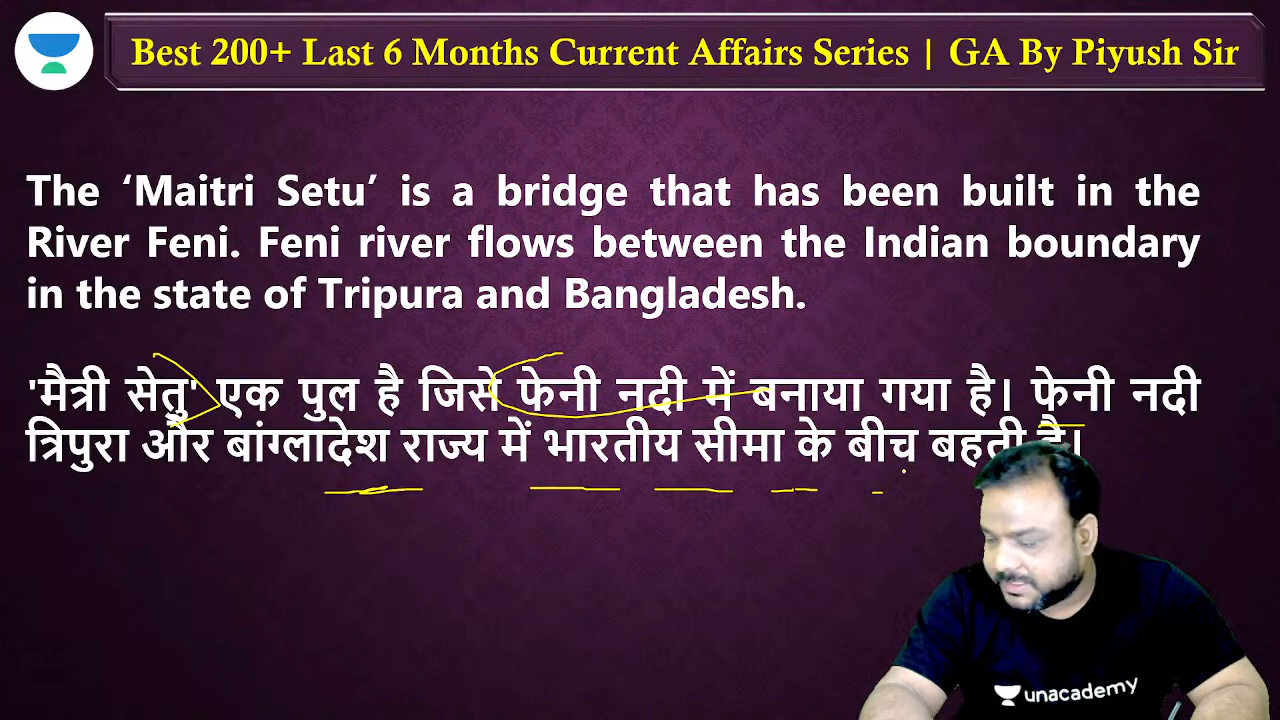 Best 200+ Last 6 Months Current Affairs Series | GA By Piyush Sir
The ‘Maitri Setu’ is a bridge that has been built in the
River Feni. Feni river flows between the Indian boundary
in the state of Tripura and Bangladesh.
'मैत्री सेतु' एक पुल है जिसे फेनी नदी में बनाया गया है। फेनी नदी
त्रिपुरा और बांग्लादेश राज्य में भारतीय सीमा के बीच बहती है।
unacademy